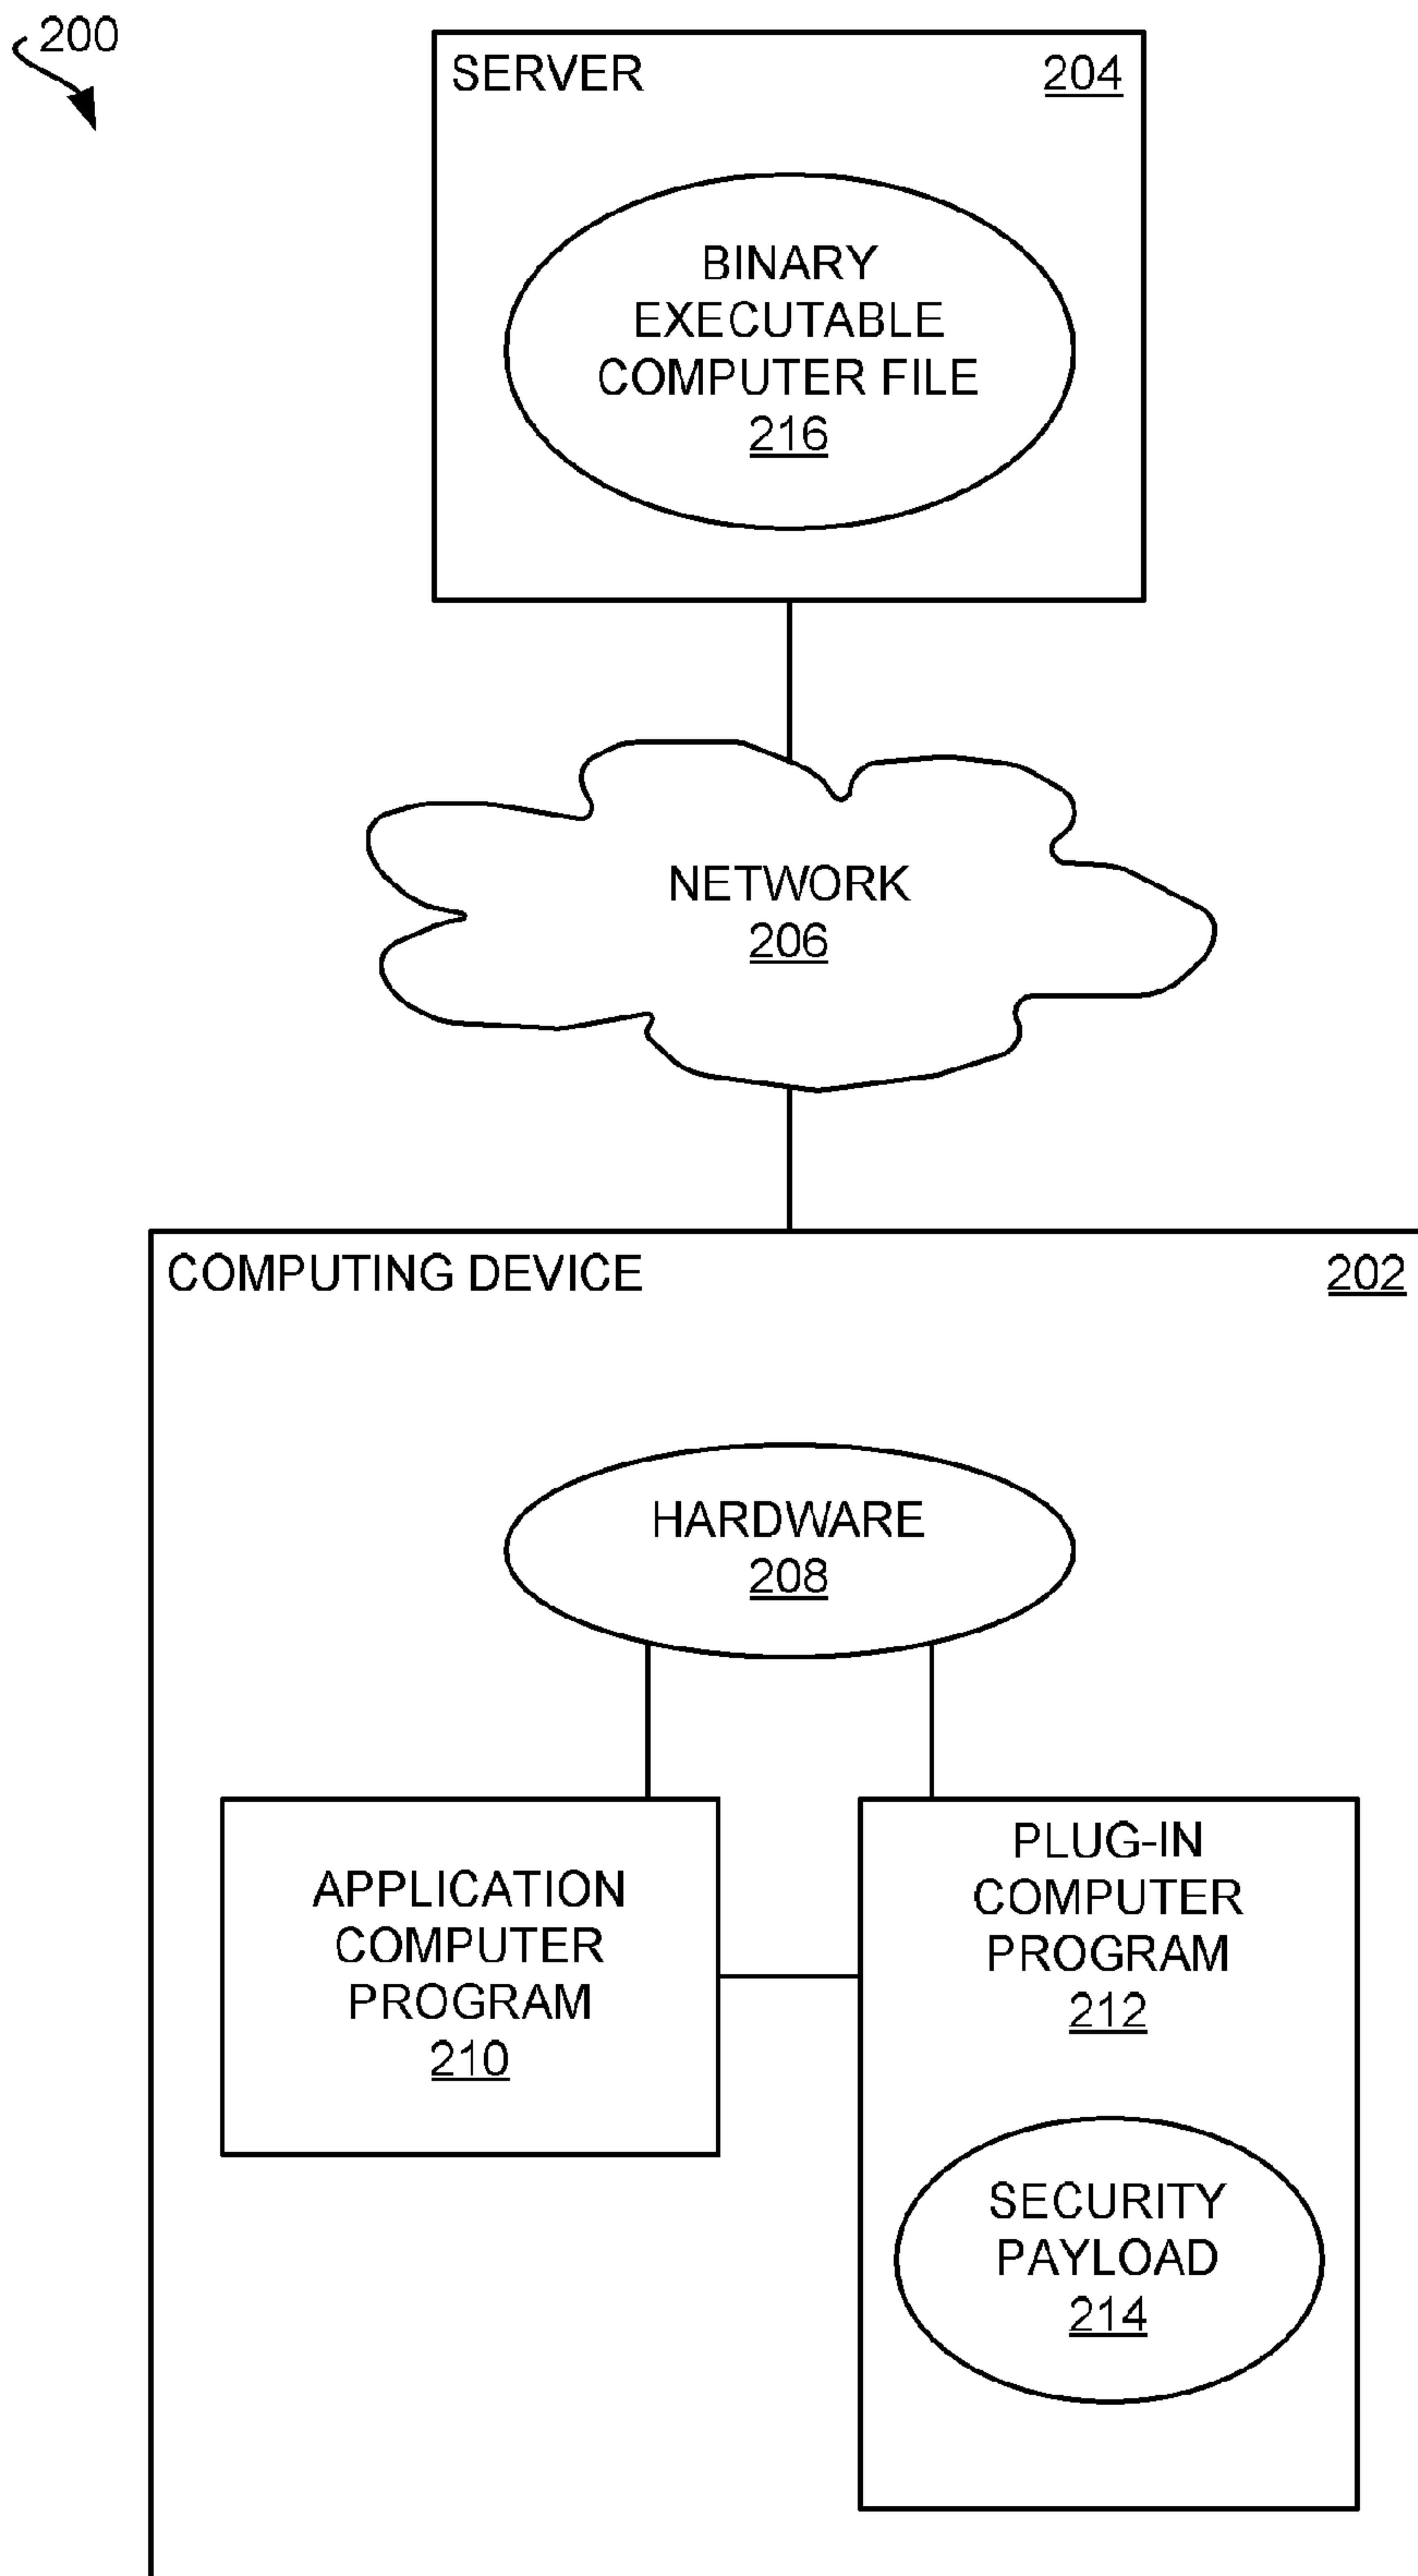 200
SERVER 204
BINARY
EXECUTABLE
COMPUTER FILE
216
NETWORK
206
COMPUTING DEVICE 202
HARDWARE
208
APPLICATION
COMPUTER
PROGRAM
210
PLUG-IN
COMPUTER
PROGRAM
212
SECURITY
PAYLOAD
214